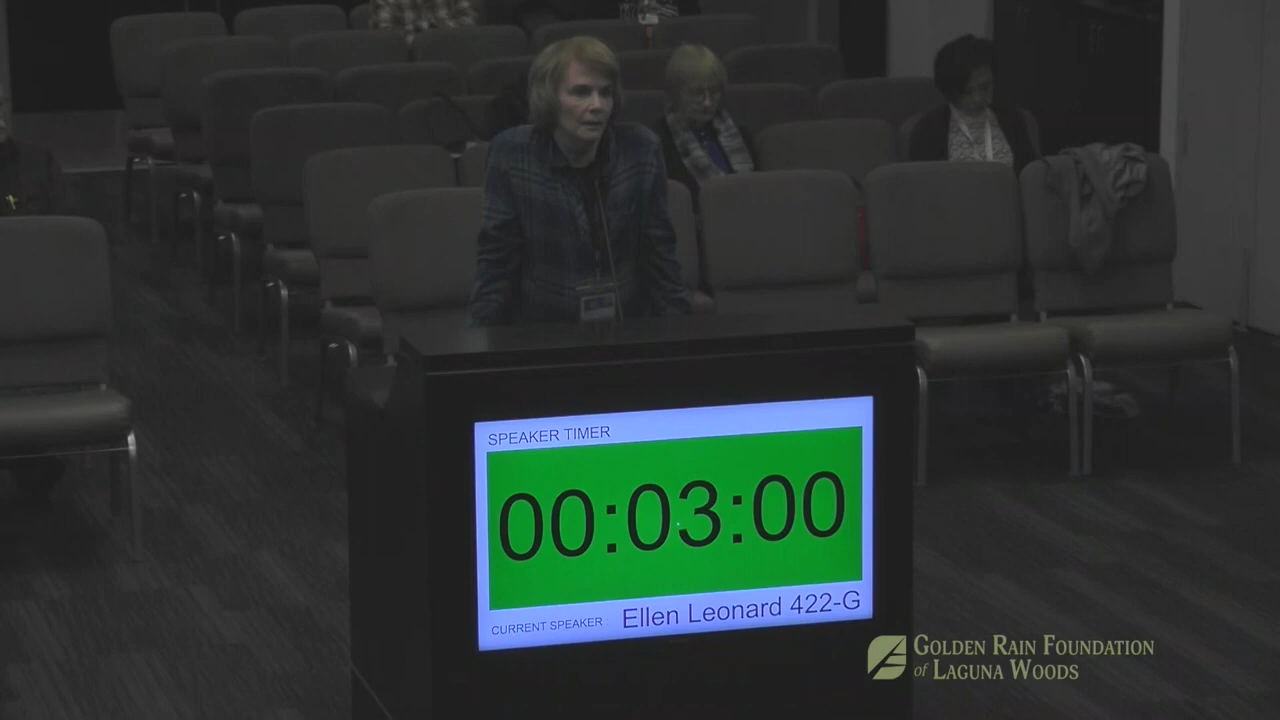 SPEAKER TIMER
00:03:00
CURRENT SPEAKER: Ellen Leonard 422-G
GOLDEN RAIN FOUNDATION
of LAGUNA WOODS